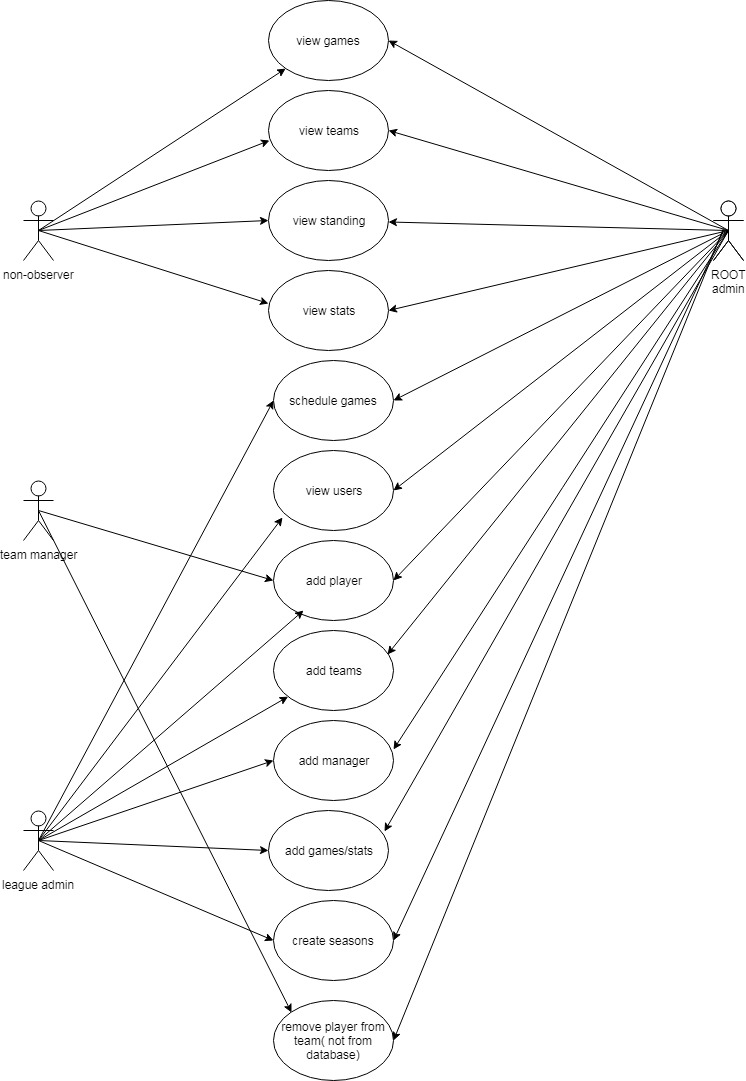 view games
view teams
view standing
non-observer
ROOT
admin
view stats
schedule games
view users
team manager
add player
add teams
add manager
add games/stats
league admin
create seasons
remove player from
team( not from
database)